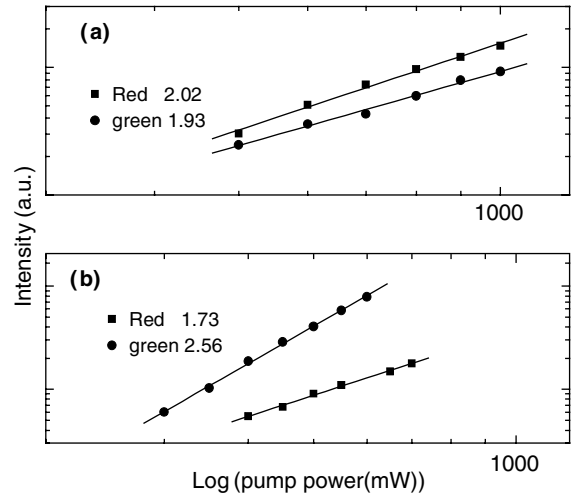 (a)
Red 2.02
green 1.93
1000
Intensity (a.u.)
(b)
Red 1.73
green 2.56
1000
Log (pump power(mW))